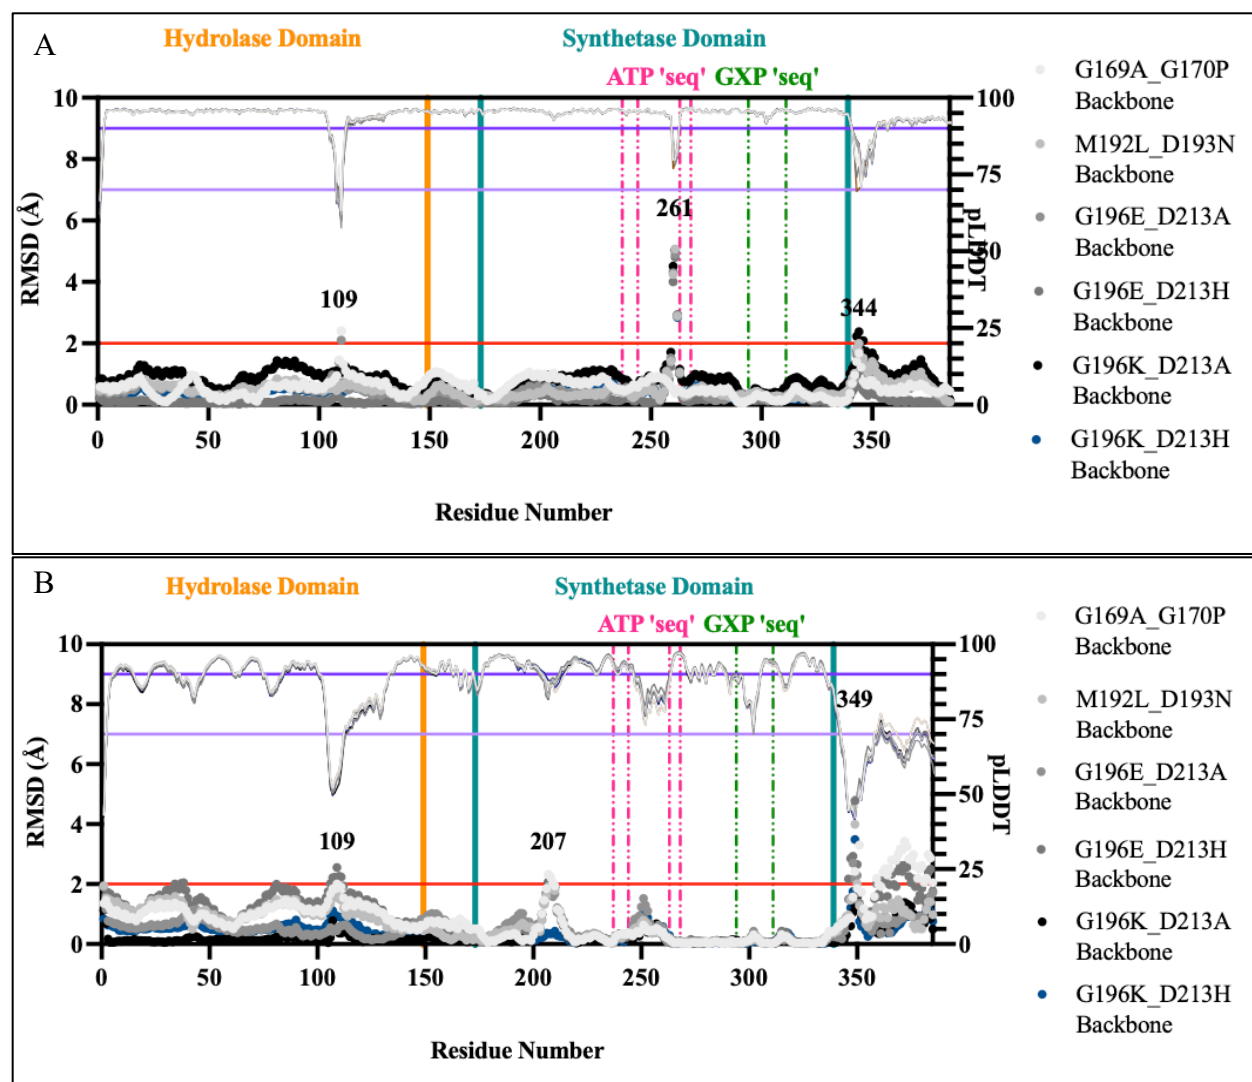 A
Hydrolase Domain
Synthetase Domain
ATP 'seq' GXP 'seq'
10
8
6
4
2
0
RMSD (Å)
100
75
50
25
0
pLDDT
109
261
344
0 50 100 150 200 250 300 350
Residue Number
G169A_G170P
Backbone
M192L_D193N
Backbone
G196E_D213A
Backbone
G196E_D213H
Backbone
G196K_D213A
Backbone
G196K_D213H
Backbone
B
Hydrolase Domain
Synthetase Domain
ATP 'seq' GXP 'seq'
10
8
6
4
2
0
RMSD (Å)
100
75
50
25
0
pLDDT
109
207
349
0 50 100 150 200 250 300 350
Residue Number
G169A_G170P
Backbone
M192L_D193N
Backbone
G196E_D213A
Backbone
G196E_D213H
Backbone
G196K_D213A
Backbone
G196K_D213H
Backbone